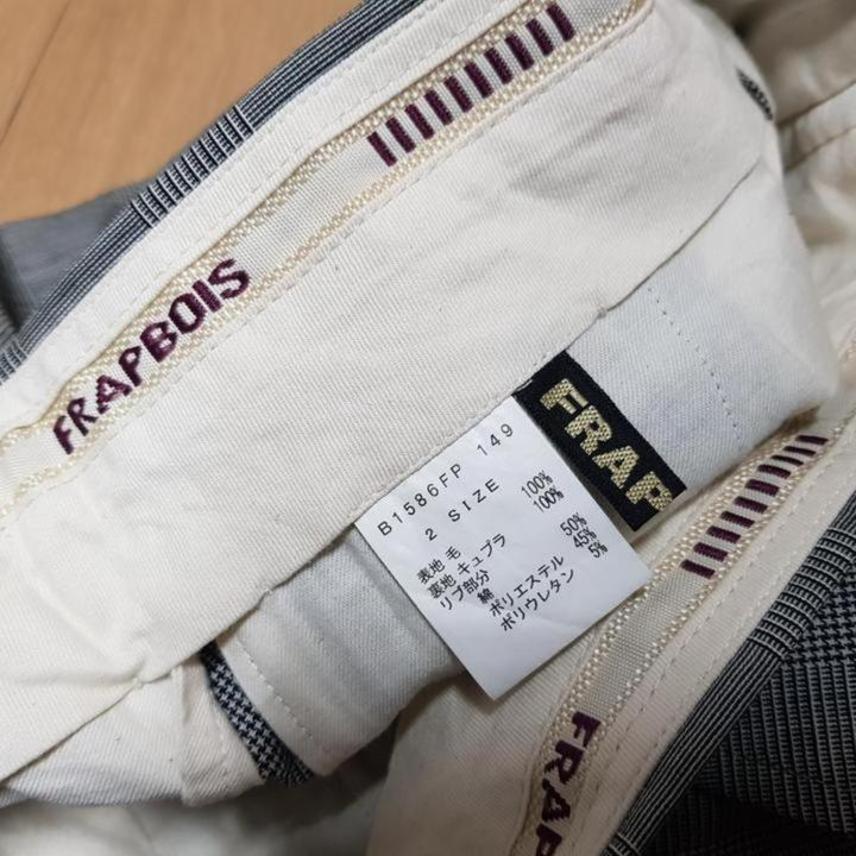 FRAPBOIS
FRAP
B1586FP 149
2 SIZE
表地 毛 100%
裏地 キュプラ 100%
リブ部分
綿 50%
ポリエステル 45%
ポリウレタン 5%
FRAP